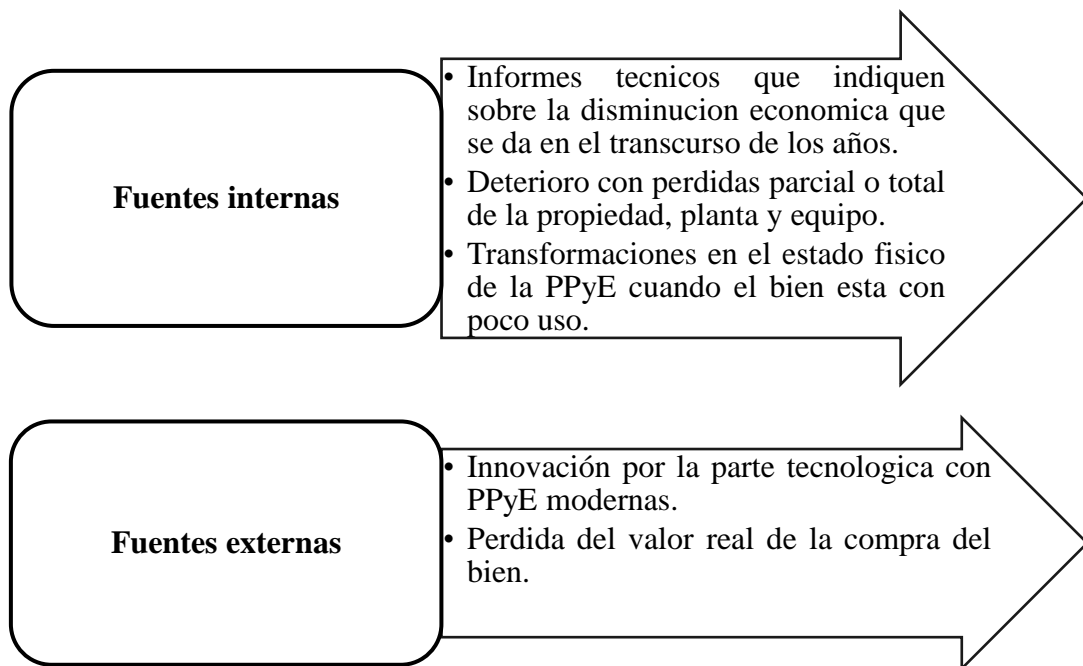 Fuentes internas
• Informes tecnicos que indiquen
sobre la disminucion economica que
se da en el transcurso de los años.
• Deterioro con perdidas parcial o total
de la propiedad, planta y equipo.
• Transformaciones en el estado fisico
de la PPyE cuando el bien esta con
poco uso.
Fuentes externas
• Innovación por la parte tecnologica con
PPyE modernas.
• Perdida del valor real de la compra del
bien.